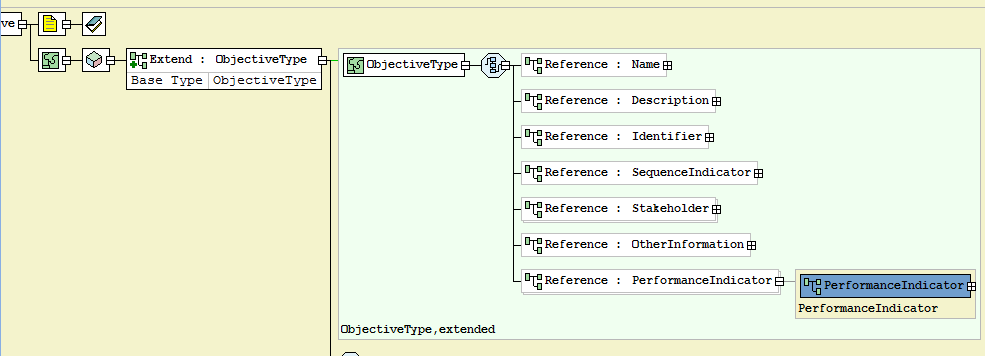 ve
Extend : ObjectiveType
Base Type ObjectiveType
ObjectiveType
Reference : Name
Reference : Description
Reference : Identifier
Reference : SequenceIndicator
Reference : Stakeholder
Reference : OtherInformation
Reference : PerformanceIndicator
PerformanceIndicator
PerformanceIndicator
ObjectiveType,extended